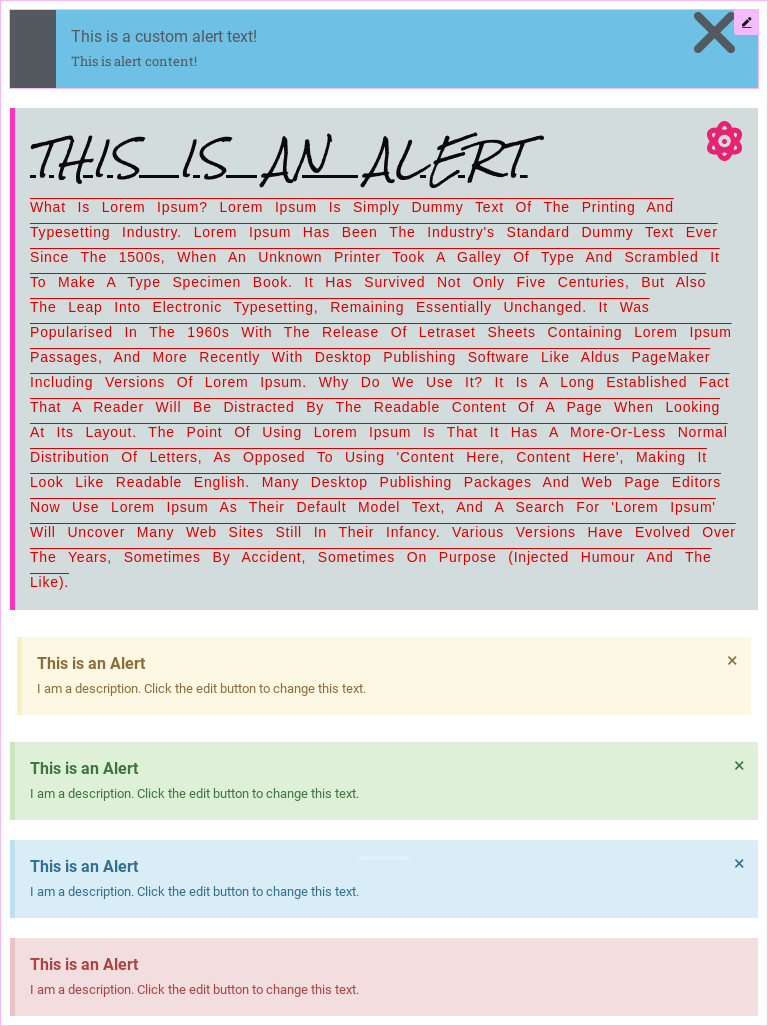 This is a custom alert text!
This is alert content!
THIS IS AN ALERT
What Is Lorem Ipsum? Lorem Ipsum Is Simply Dummy Text Of The Printing And
Typesetting Industry. Lorem Ipsum Has Been The Industry's Standard Dummy Text Ever
Since The 1500s, When An Unknown Printer Took A Galley Of Type And Scrambled It
To Make A Type Specimen Book. It Has Survived Not Only Five Centuries, But Also
The Leap Into Electronic Typesetting, Remaining Essentially Unchanged. It Was
Popularised In The 1960s With The Release Of Letraset Sheets Containing Lorem Ipsum
Passages, And More Recently With Desktop Publishing Software Like Aldus PageMaker
Including Versions Of Lorem Ipsum. Why Do We Use It? It Is A Long Established Fact
That A Reader Will Be Distracted By The Readable Content Of A Page When Looking
At Its Layout. The Point Of Using Lorem Ipsum Is That It Has A More-Or-Less Normal
Distribution Of Letters, As Opposed To Using 'Content Here, Content Here', Making It
Look Like Readable English. Many Desktop Publishing Packages And Web Page Editors
Now Use Lorem Ipsum As Their Default Model Text, And A Search For 'Lorem Ipsum'
Will Uncover Many Web Sites Still In Their Infancy. Various Versions Have Evolved Over
The Years, Sometimes By Accident, Sometimes On Purpose (Injected Humour And The
Like).
This is an Alert
I am a description. Click the edit button to change this text.
This is an Alert
I am a description. Click the edit button to change this text.
This is an Alert
I am a description. Click the edit button to change this text.
This is an Alert
I am a description. Click the edit button to change this text.